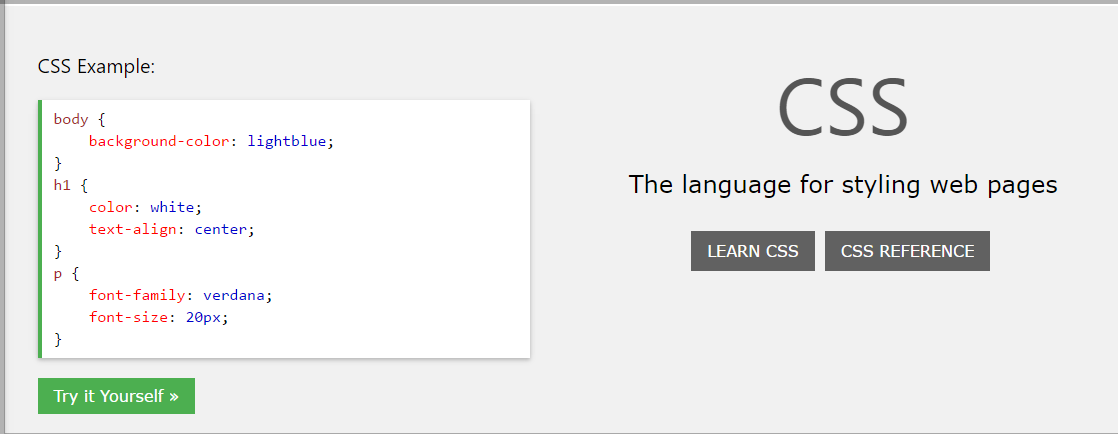 CSS Example:
body {
    background-color: lightblue;
}
h1 {
    color: white;
    text-align: center;
}
p {
    font-family: verdana;
    font-size: 20px;
}
Try it Yourself »
CSS
The language for styling web pages
LEARN CSS
CSS REFERENCE